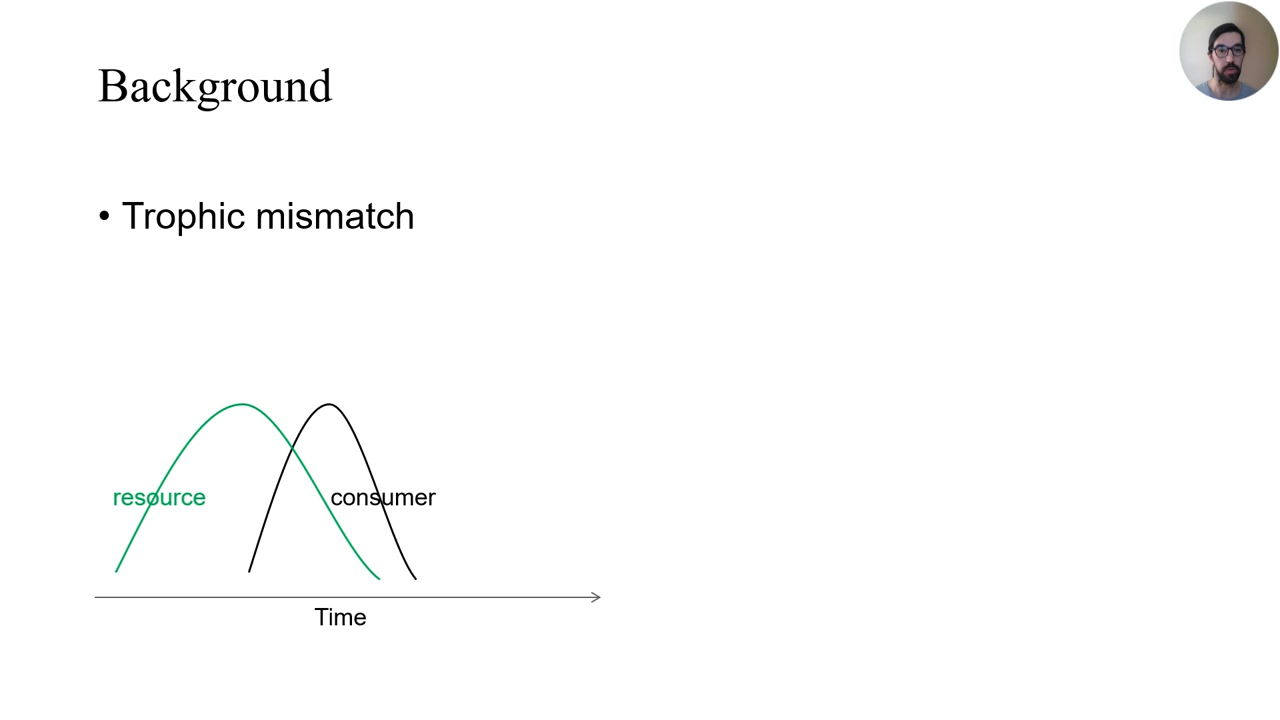 Background
• Trophic mismatch
resource
consumer
Time